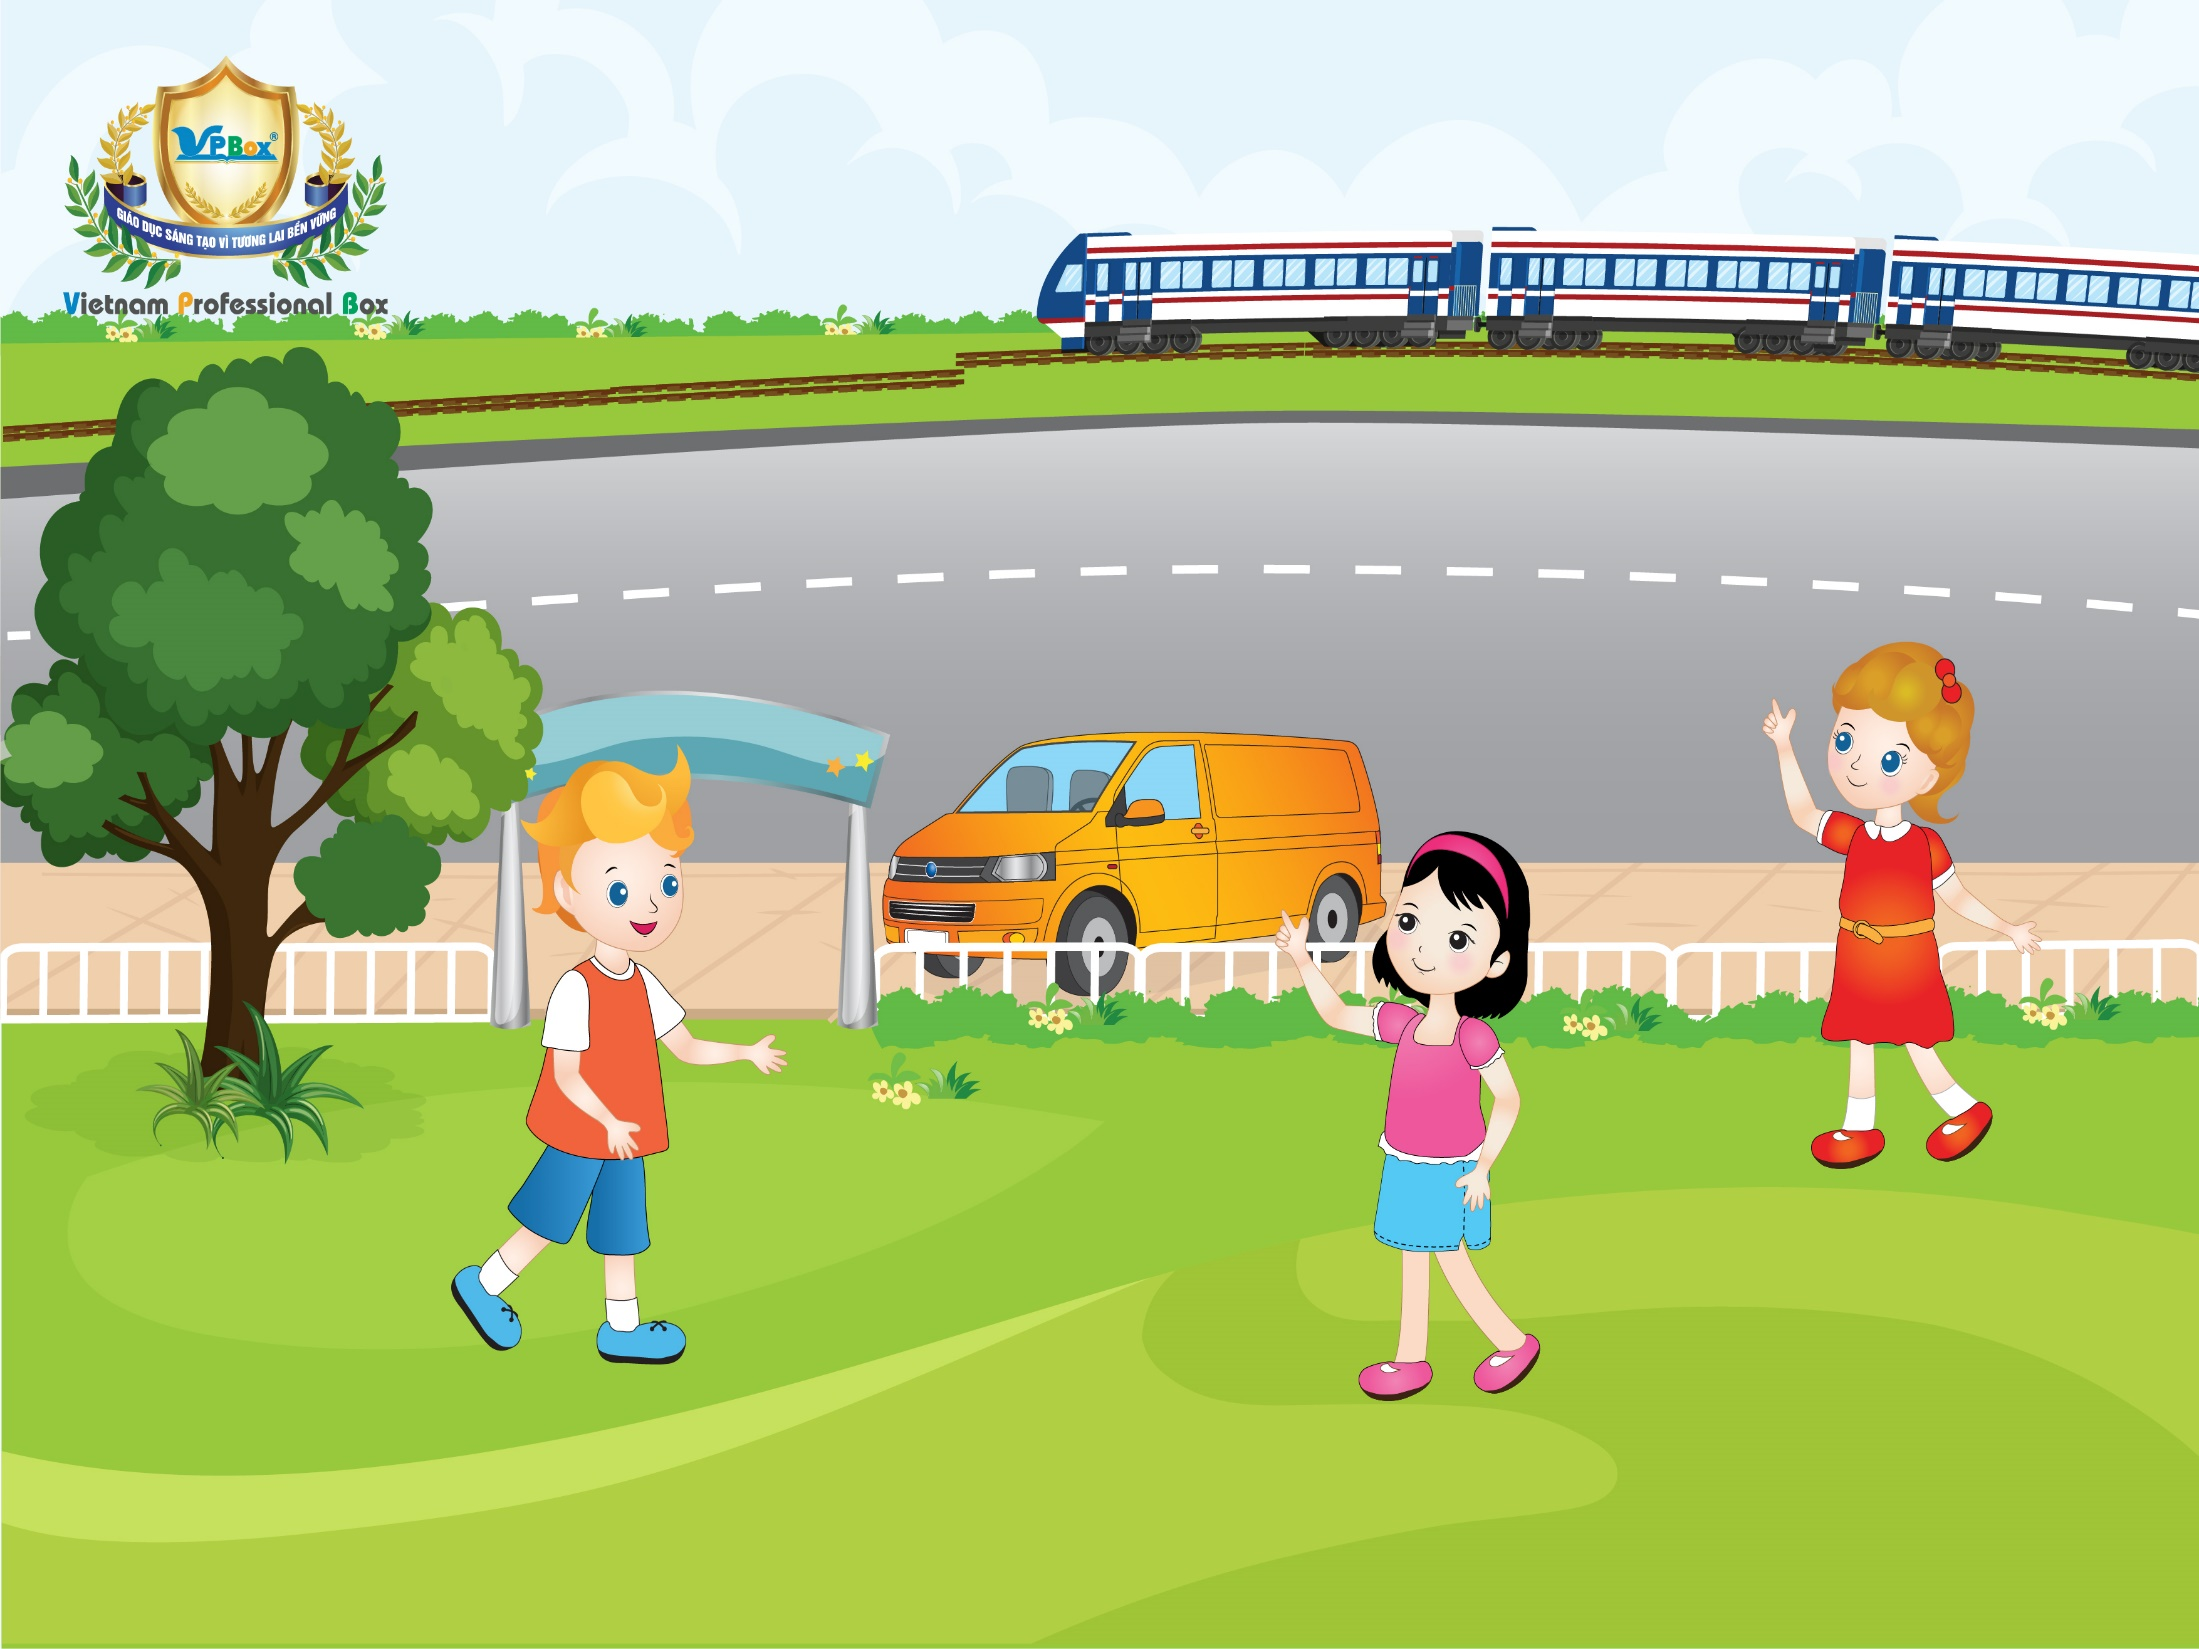 VPBox®
GIÁO DỤC SÁNG TẠO VÌ TƯƠNG LAI BỀN VỮNG
Vietnam Professional Box